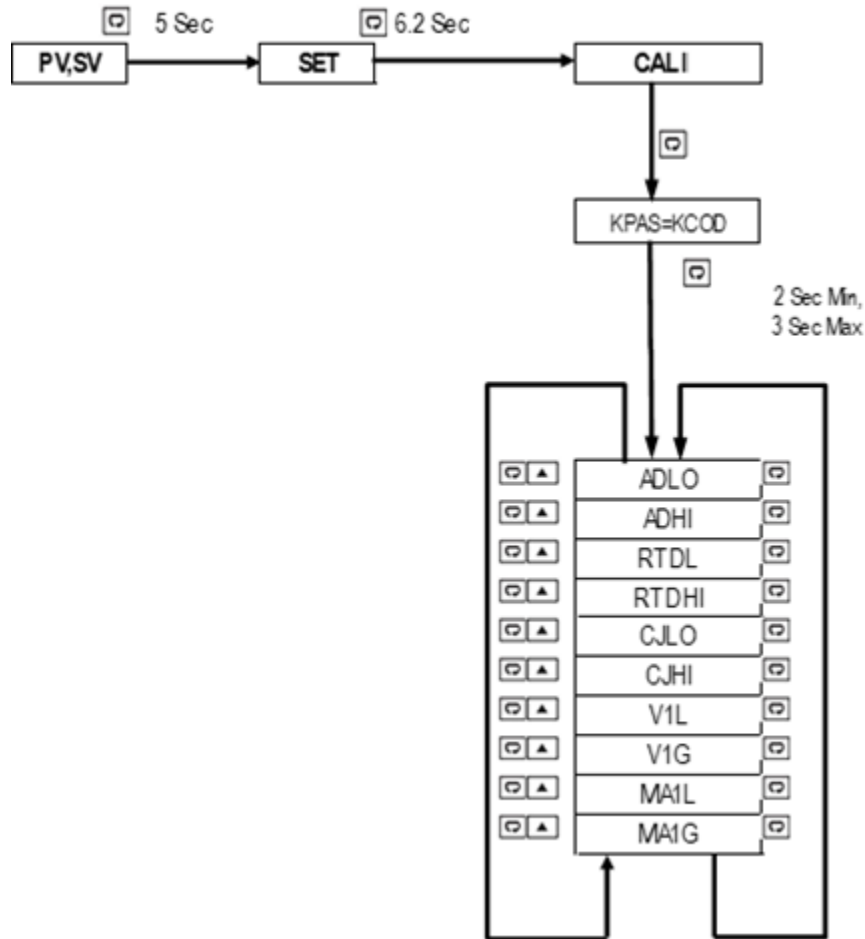 5 Sec
6.2 Sec
PV,SV
SET
CALI
KPAS=KCOD
2 Sec Min,
3 Sec Max
ADLO
ADHI
RTDL
RTDHI
CJLO
CJHI
V1L
V1G
MA1L
MA1G